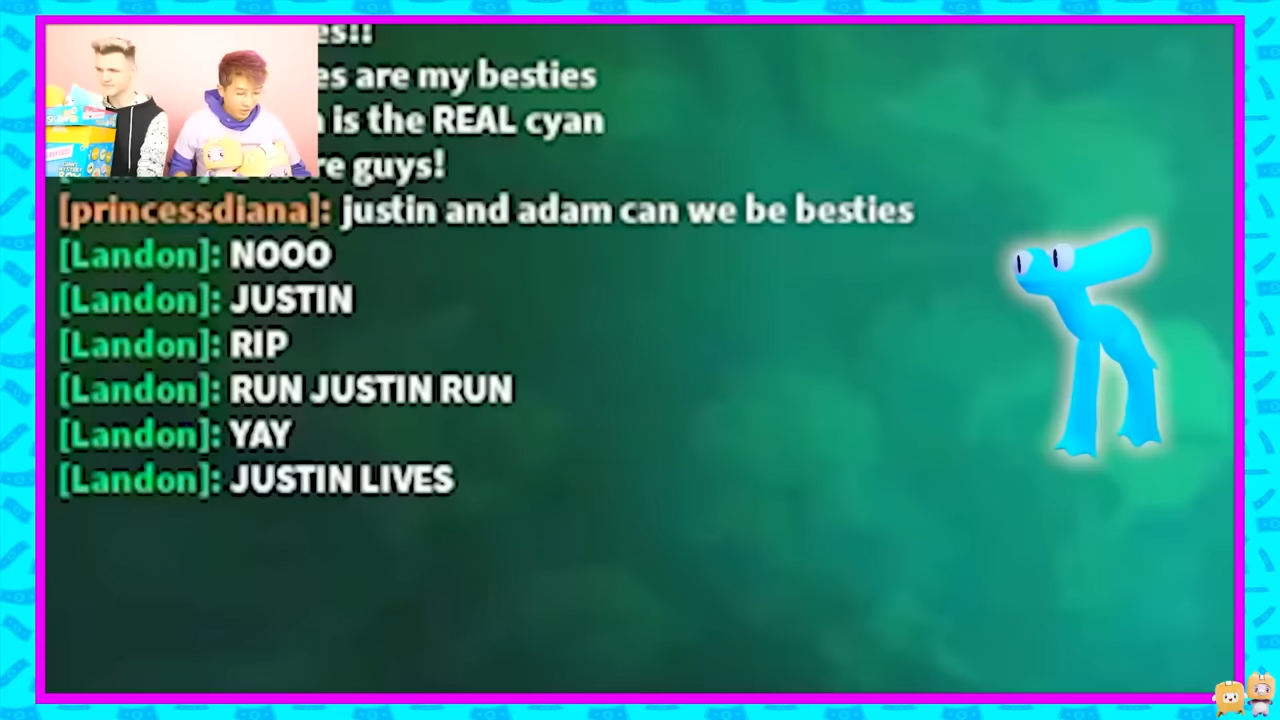 es!!
es are my besties
is the REAL cyan
re guys!
[princessdiana]: justin and adam can we be besties
[Landon]: NOOO
[Landon]: JUSTIN
[Landon]: RIP
[Landon]: RUN JUSTIN RUN
[Landon]: YAY
[Landon]: JUSTIN LIVES